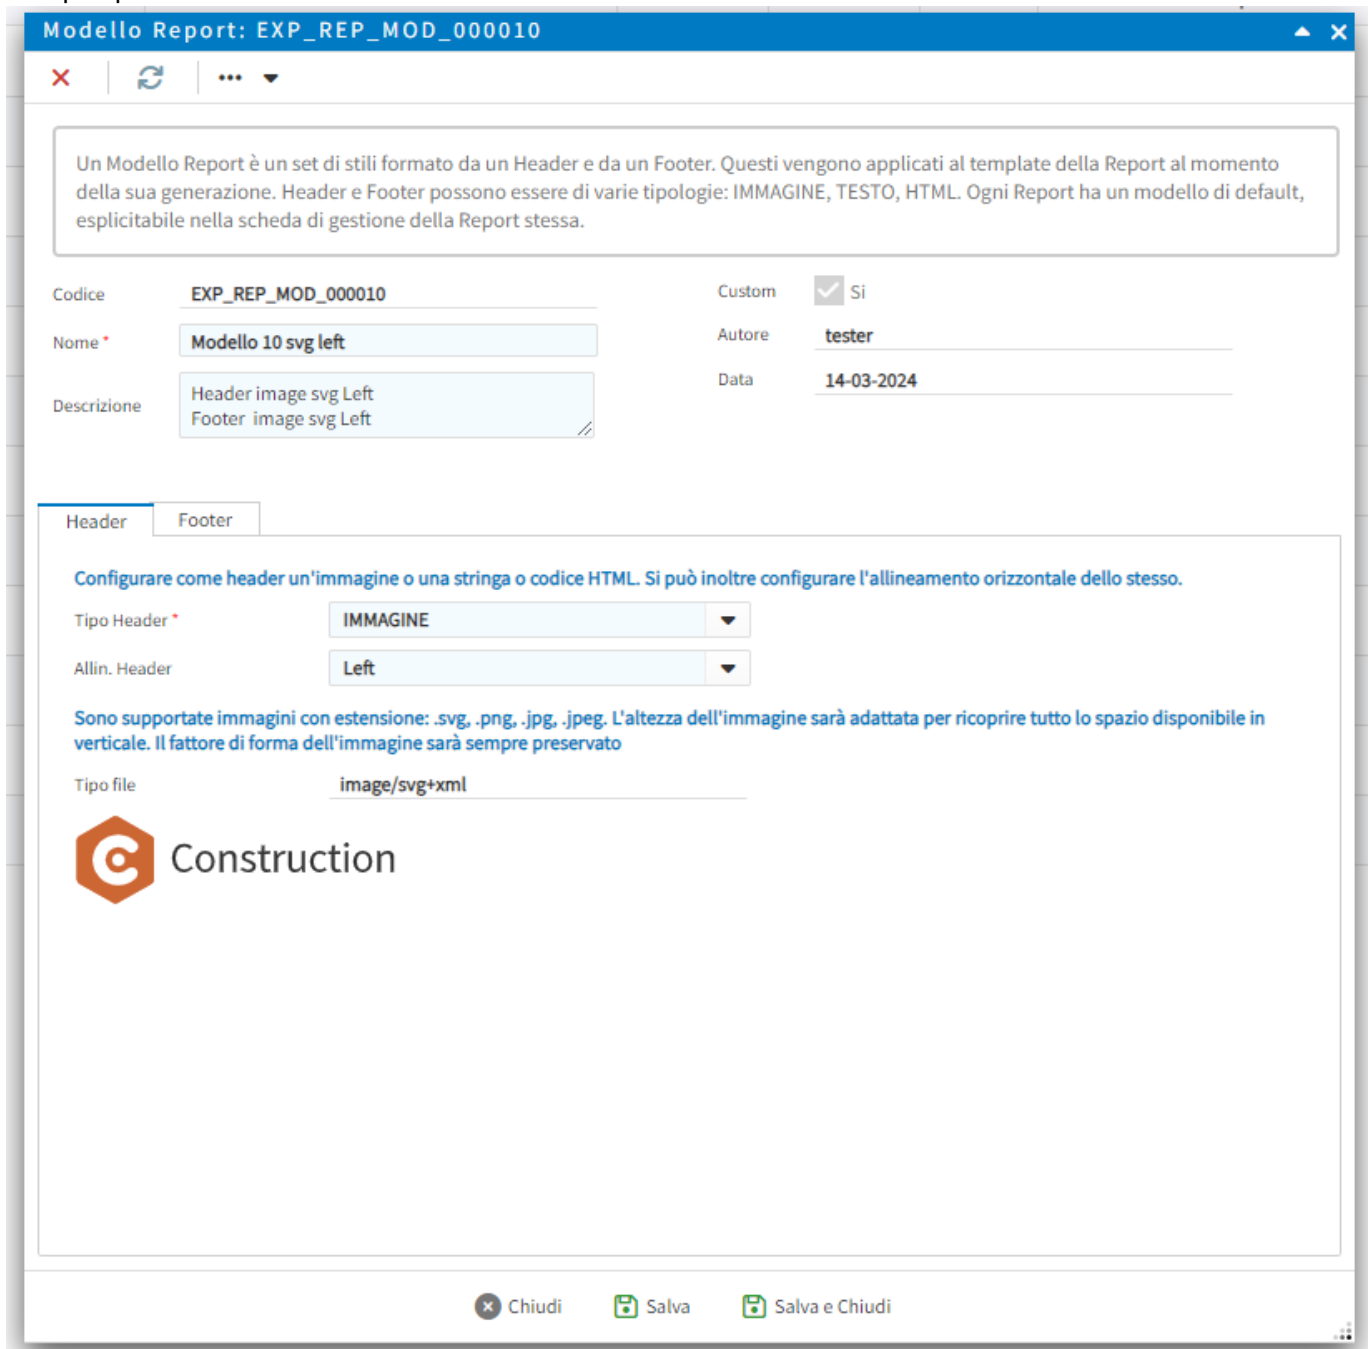 Modello Report: EXP_REP_MOD_000010
Un Modello Report è un set di stili formato da un Header e da un Footer. Questi vengono applicati al template della Report al momento
della sua generazione. Header e Footer possono essere di varie tipologie: IMMAGINE, TESTO, HTML. Ogni Report ha un modello di default,
esplicitabile nella scheda di gestione della Report stessa.
Codice EXP_REP_MOD_000010 Custom Si
Nome * Modello 10 svg left Autore tester
Data 14-03-2024
Descrizione Header image svg Left
Footer image svg Left
Header Footer
Configurare come header un'immagine o una stringa o codice HTML. Si può inoltre configurare l'allineamento orizzontale dello stesso.
Tipo Header * IMMAGINE
Allin. Header Left
Sono supportate immagini con estensione: .svg, .png, .jpg, .jpeg. L'altezza dell'immagine sarà adattata per ricoprire tutto lo spazio disponibile in
verticale. Il fattore di forma dell'immagine sarà sempre preservato
Tipo file image/svg+xml
Construction
Chiudi Salva Salva e Chiudi